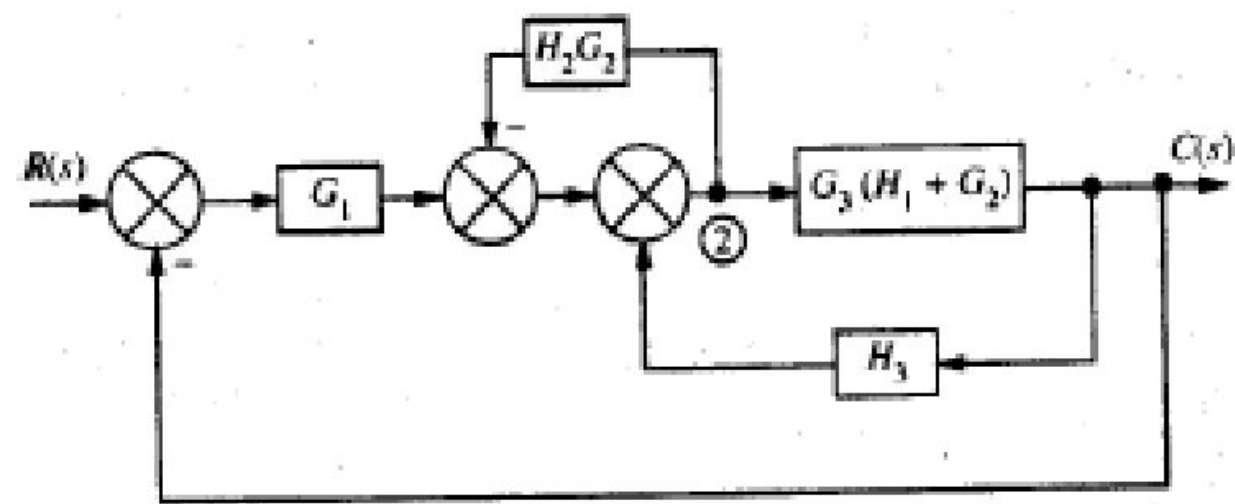 H₂G₂
−
−
R(s)
G₁
②
G₃ (H₁ + G₂)
C(s)
−
H₃